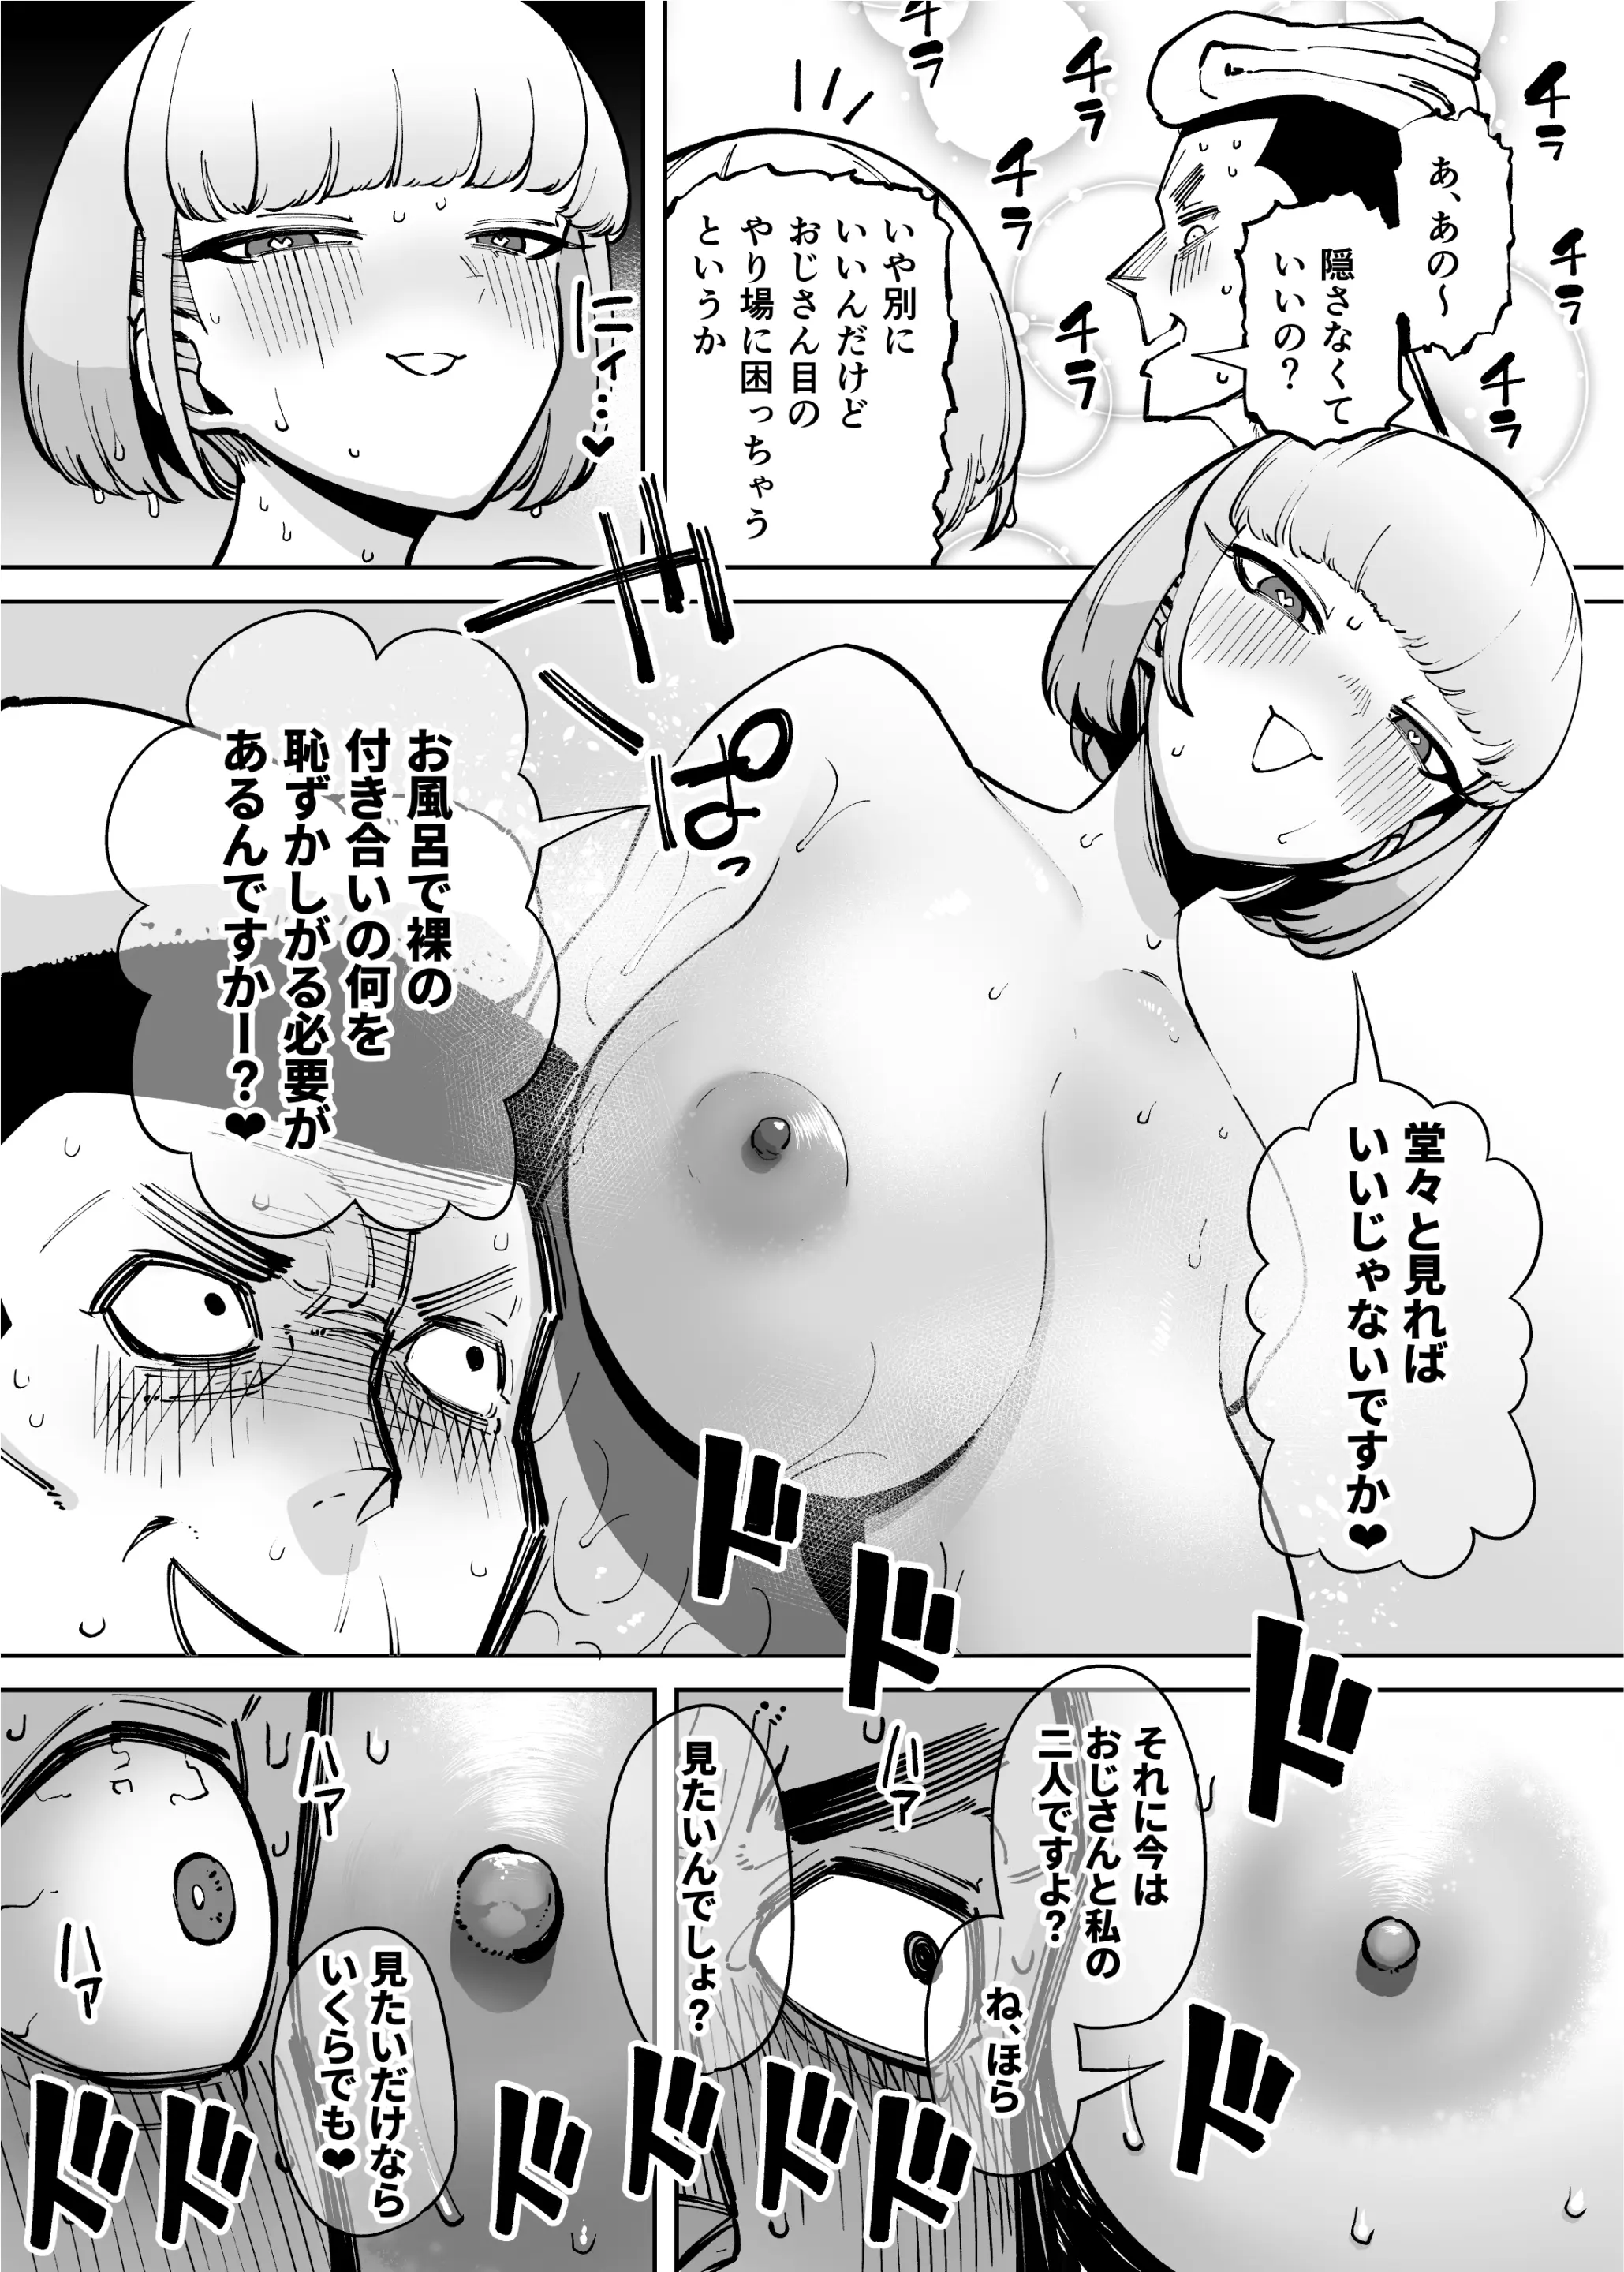 チラ
チラ
チラ
チラ
チラ
チラ
チラ
あ、あの～
隠さなくて
いいの？
いや別に
いいんだけど
おじさん目の
やり場に困っちゃう
というか
ニィ…♥
ぱっ
堂々と見れば
いいじゃないですか♥
お風呂で裸の
付き合いの何を
恥ずかしがる必要が
あるんですかー？♥
ド
ド
ド
それに今は
おじさんと私の
二人ですよ？
ね、ほら
ハァ
見たいんでしょ？
ド
ド
ド
ド
ハァ
見たいだけなら
いくらでも♥
ハァ
ド
ド
ド